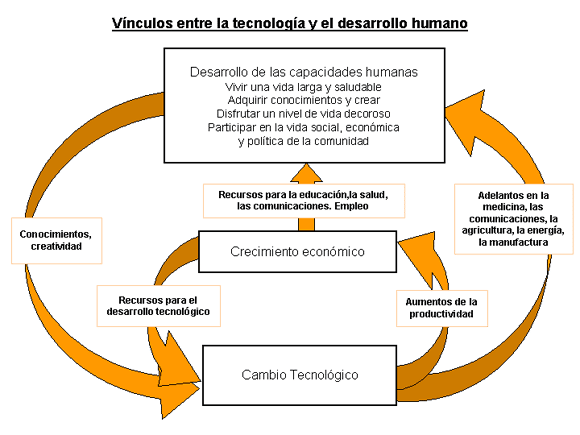 Vínculos entre la tecnología y el desarrollo humano
Desarrollo de las capacidades humanas
Vivir una vida larga y saludable
Adquirir conocimientos y crear
Disfrutar un nivel de vida decoroso
Participar en la vida social, económica
y política de la comunidad
Recursos para la educación,la salud,
las comunicaciones. Empleo
Adelantos en la
medicina, las
comunicaciones, la
agricultura, la energía,
la manufactura
Conocimientos,
creatividad
Crecimiento económico
Recursos para el
desarrollo tecnológico
Aumentos de la
productividad
Cambio Tecnológico